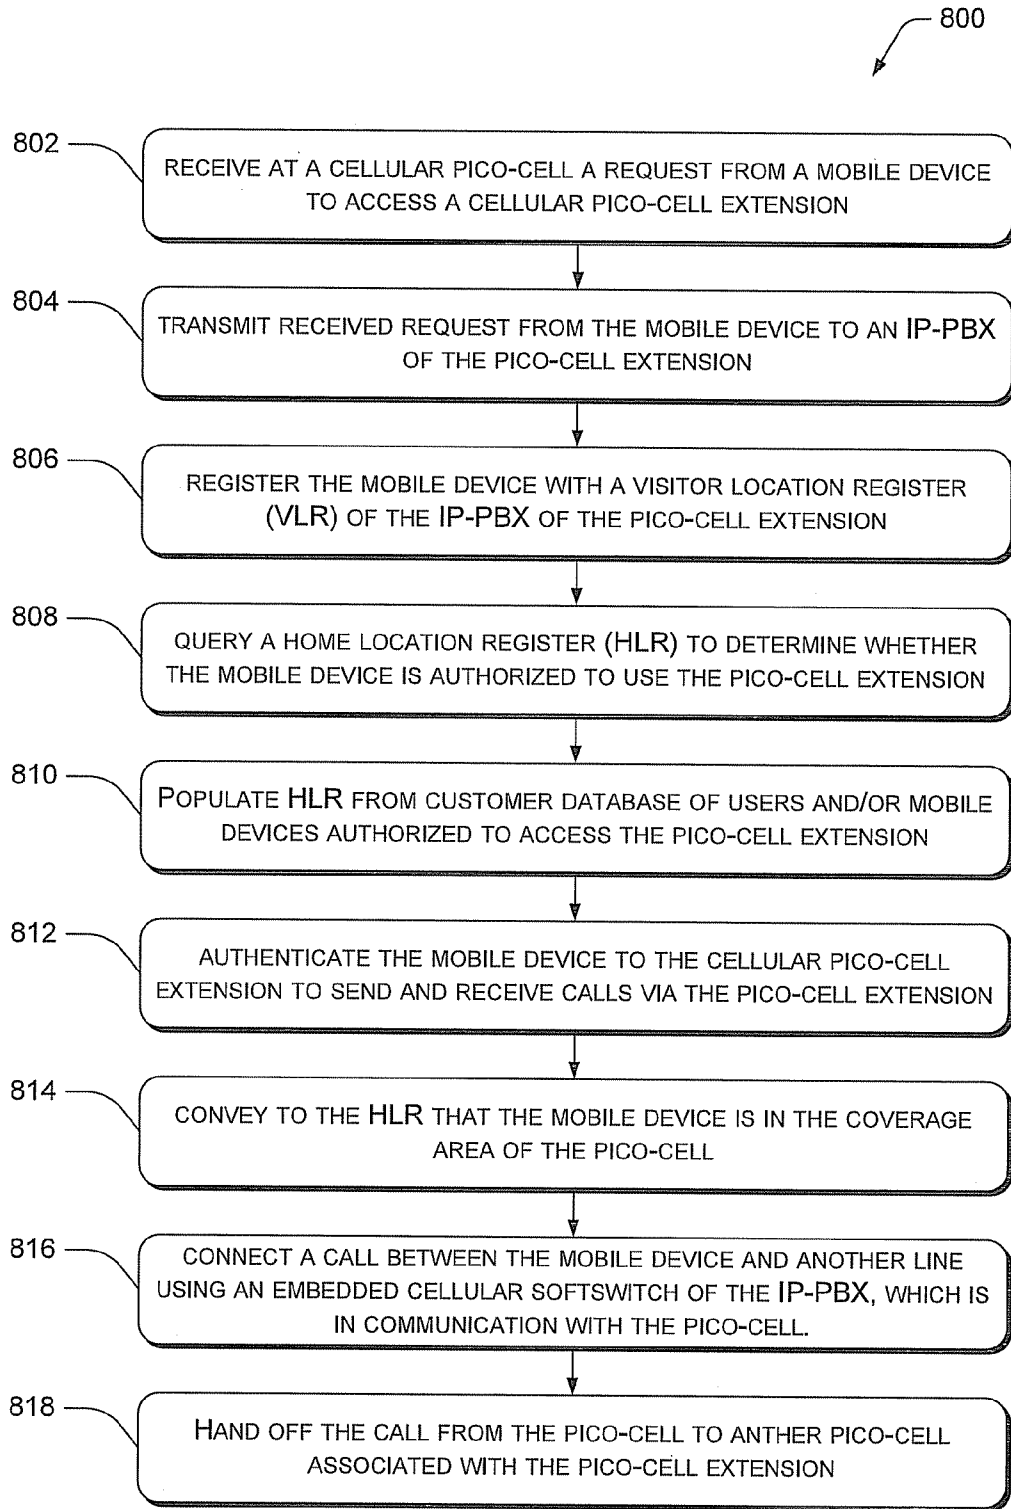 800
802
RECEIVE AT A CELLULAR PICO-CELL A REQUEST FROM A MOBILE DEVICE
TO ACCESS A CELLULAR PICO-CELL EXTENSION
804
TRANSMIT RECEIVED REQUEST FROM THE MOBILE DEVICE TO AN IP-PBX
OF THE PICO-CELL EXTENSION
806
REGISTER THE MOBILE DEVICE WITH A VISITOR LOCATION REGISTER
(VLR) OF THE IP-PBX OF THE PICO-CELL EXTENSION
808
QUERY A HOME LOCATION REGISTER (HLR) TO DETERMINE WHETHER
THE MOBILE DEVICE IS AUTHORIZED TO USE THE PICO-CELL EXTENSION
810
POPULATE HLR FROM CUSTOMER DATABASE OF USERS AND/OR MOBILE
DEVICES AUTHORIZED TO ACCESS THE PICO-CELL EXTENSION
812
AUTHENTICATE THE MOBILE DEVICE TO THE CELLULAR PICO-CELL
EXTENSION TO SEND AND RECEIVE CALLS VIA THE PICO-CELL EXTENSION
814
CONVEY TO THE HLR THAT THE MOBILE DEVICE IS IN THE COVERAGE
AREA OF THE PICO-CELL
816
CONNECT A CALL BETWEEN THE MOBILE DEVICE AND ANOTHER LINE
USING AN EMBEDDED CELLULAR SOFTSWITCH OF THE IP-PBX, WHICH IS
IN COMMUNICATION WITH THE PICO-CELL.
818
HAND OFF THE CALL FROM THE PICO-CELL TO ANTHER PICO-CELL
ASSOCIATED WITH THE PICO-CELL EXTENSION